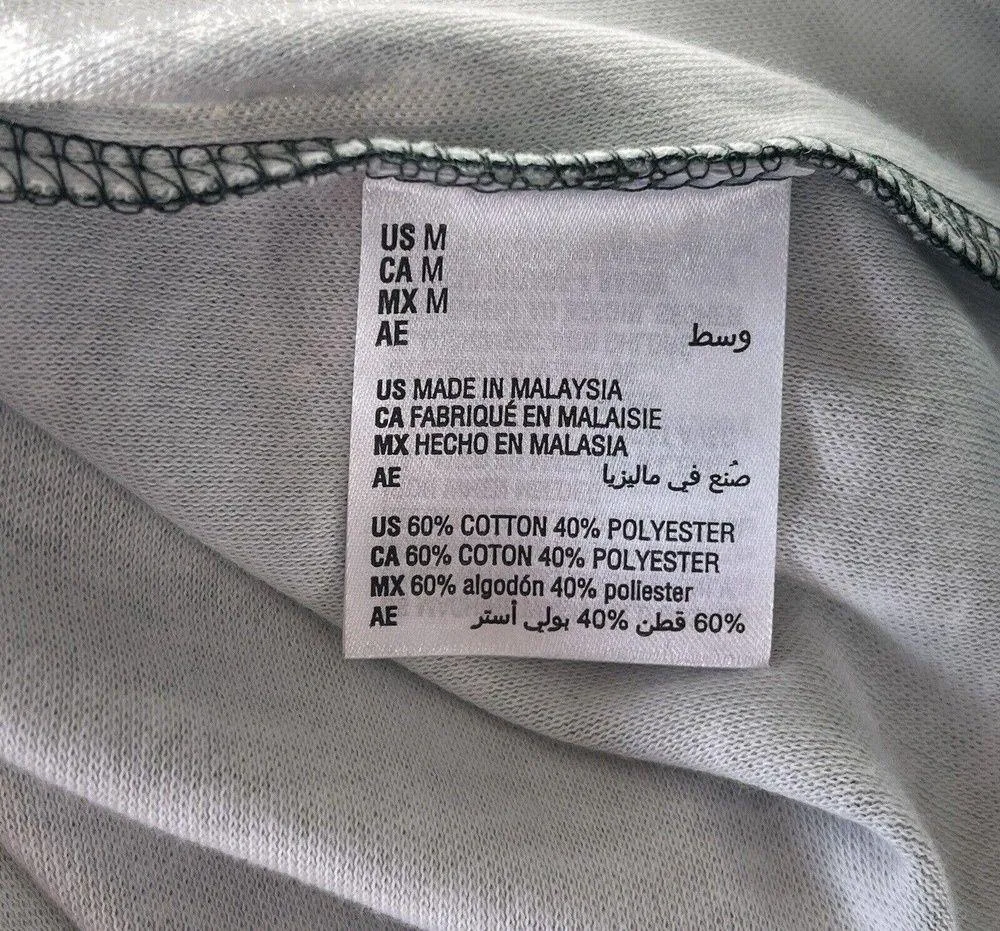 US M
CA M
MX M
AE وسط
US MADE IN MALAYSIA
CA FABRIQUÉ EN MALAISIE
MX HECHO EN MALASIA
AE صُنع في ماليزيا
US 60% COTTON 40% POLYESTER
CA 60% COTON 40% POLYESTER
MX 60% algodón 40% poliester
AE 60% قطن 40% بولي أستر